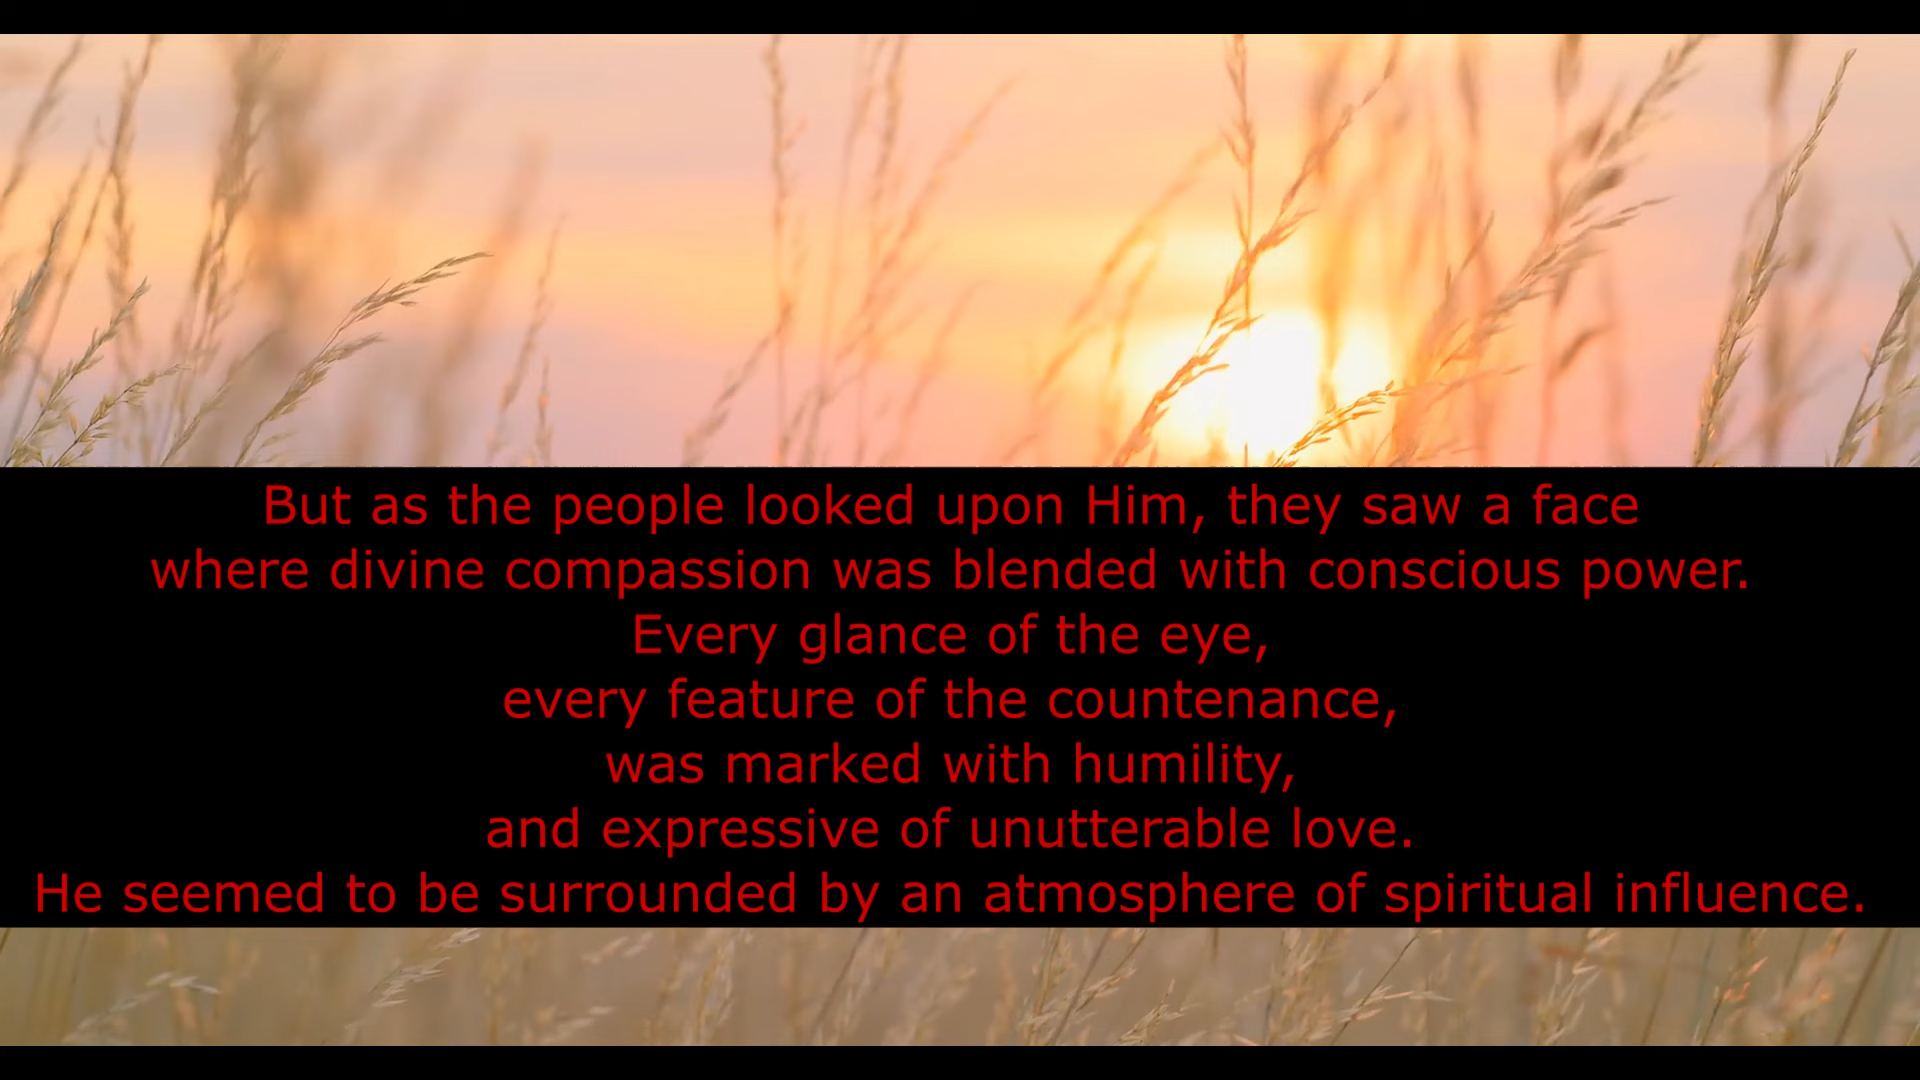 But as the people looked upon Him, they saw a face
where divine compassion was blended with conscious power.
Every glance of the eye,
every feature of the countenance,
was marked with humility,
and expressive of unutterable love.
He seemed to be surrounded by an atmosphere of spiritual influence.